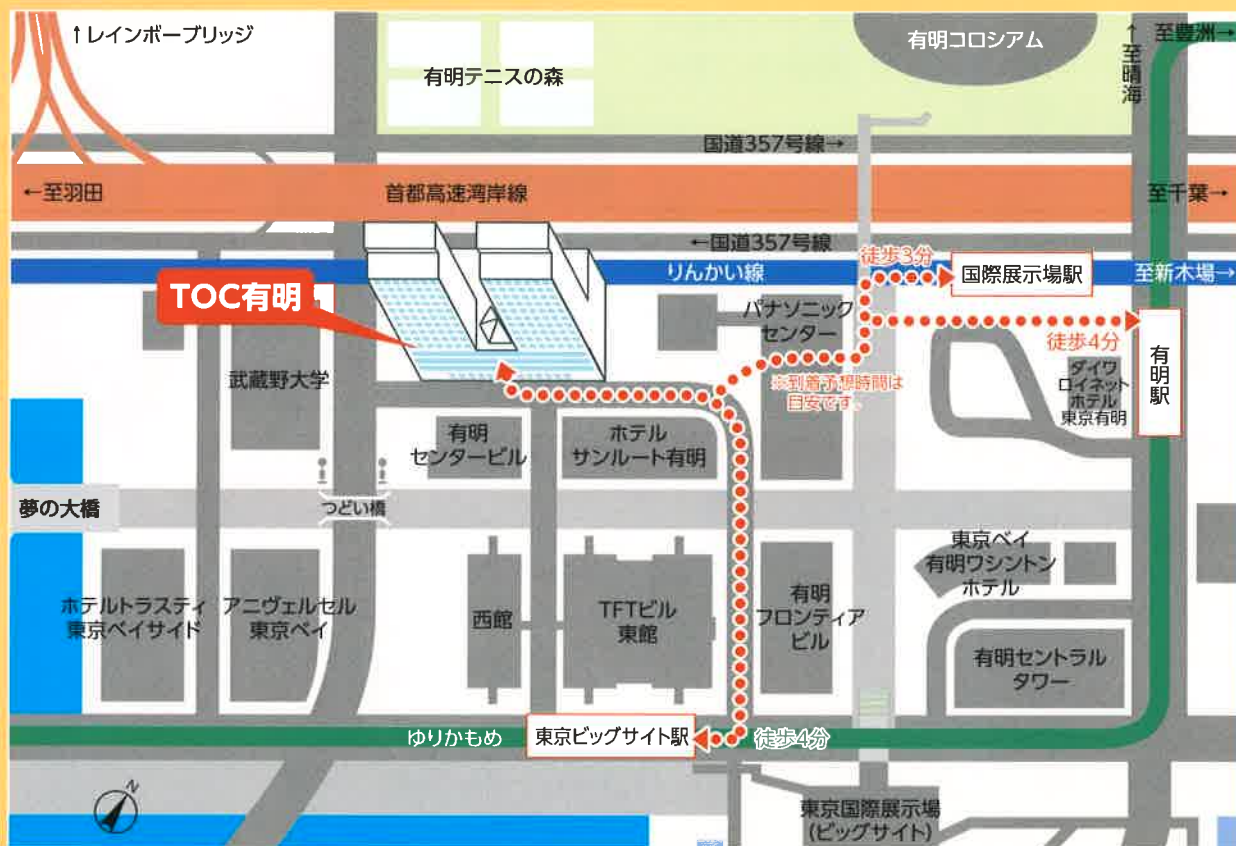 ↑レインボーブリッジ
有明テニスの森
有明コロシアム
↑至晴海
至豊洲→
国道357号線→
←至羽田
首都高速湾岸線
至千葉→
←国道357号線
りんかい線
徒歩3分
国際展示場駅
至新木場→
TOC有明
パナソニック
センター
徒歩4分
有明駅
武蔵野大学
※到着予想時間は
目安です。
ダイワ
ロイネット
ホテル
東京有明
有明
センタービル
ホテル
サンルート有明
夢の大橋
つどい橋
東京ベイ
有明ワシントン
ホテル
ホテルトラスティ
東京ベイサイド
アニヴェルセル
東京ベイ
西館
TFTビル
東館
有明
フロンティア
ビル
有明セントラル
タワー
ゆりかもめ
東京ビッグサイト駅
徒歩4分
N
東京国際展示場
(ビッグサイト)